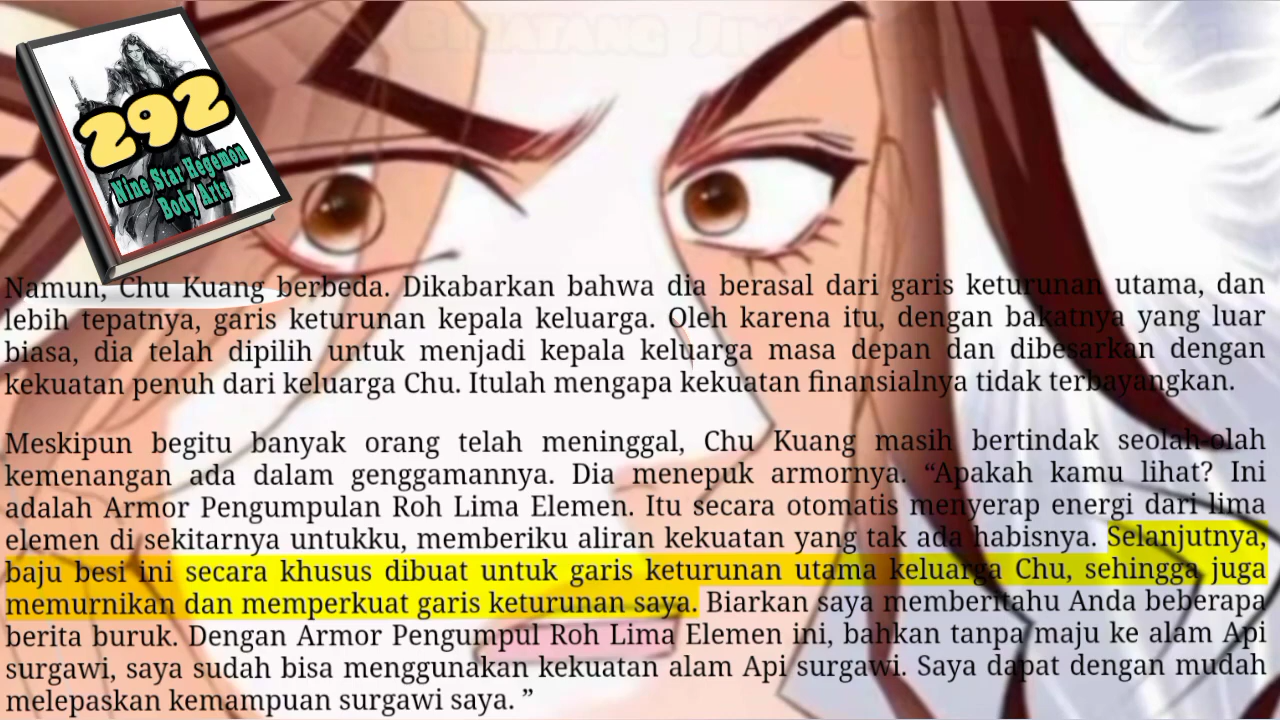 292
Nine Star Hegemon
Body Arts
Namun, Chu Kuang berbeda. Dikabarkan bahwa dia berasal dari garis keturunan utama, dan
lebih tepatnya, garis keturunan kepala keluarga. Oleh karena itu, dengan bakatnya yang luar
biasa, dia telah dipilih untuk menjadi kepala keluarga masa depan dan dibesarkan dengan
kekuatan penuh dari keluarga Chu. Itulah mengapa kekuatan finansialnya tidak terbayangkan.
Meskipun begitu banyak orang telah meninggal, Chu Kuang masih bertindak seolah-olah
kemenangan ada dalam genggamannya. Dia menepuk armornya. “Apakah kamu lihat? Ini
adalah Armor Pengumpulan Roh Lima Elemen. Itu secara otomatis menyerap energi dari lima
elemen di sekitarnya untukku, memberiku aliran kekuatan yang tak ada habisnya. Selanjutnya,
baju besi ini secara khusus dibuat untuk garis keturunan utama keluarga Chu, sehingga juga
memurnikan dan memperkuat garis keturunan saya. Biarkan saya memberitahu Anda beberapa
berita buruk. Dengan Armor Pengumpul Roh Lima Elemen ini, bahkan tanpa maju ke alam Api
surgawi, saya sudah bisa menggunakan kekuatan alam Api surgawi. Saya dapat dengan mudah
melepaskan kemampuan surgawi saya. ”